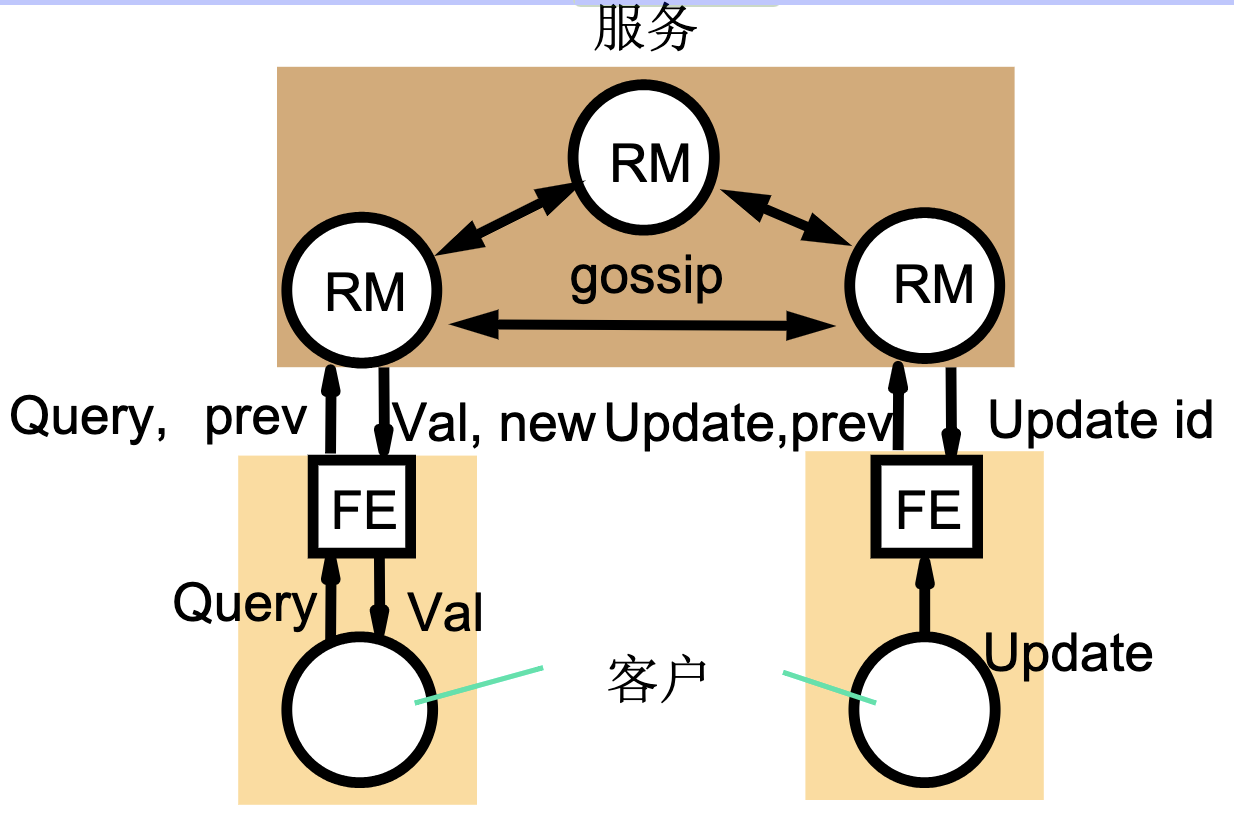 服务
RM
RM
RM
gossip
Query, prev
Val, new
Update,prev
Update id
FE
FE
Query
Val
Update
客户